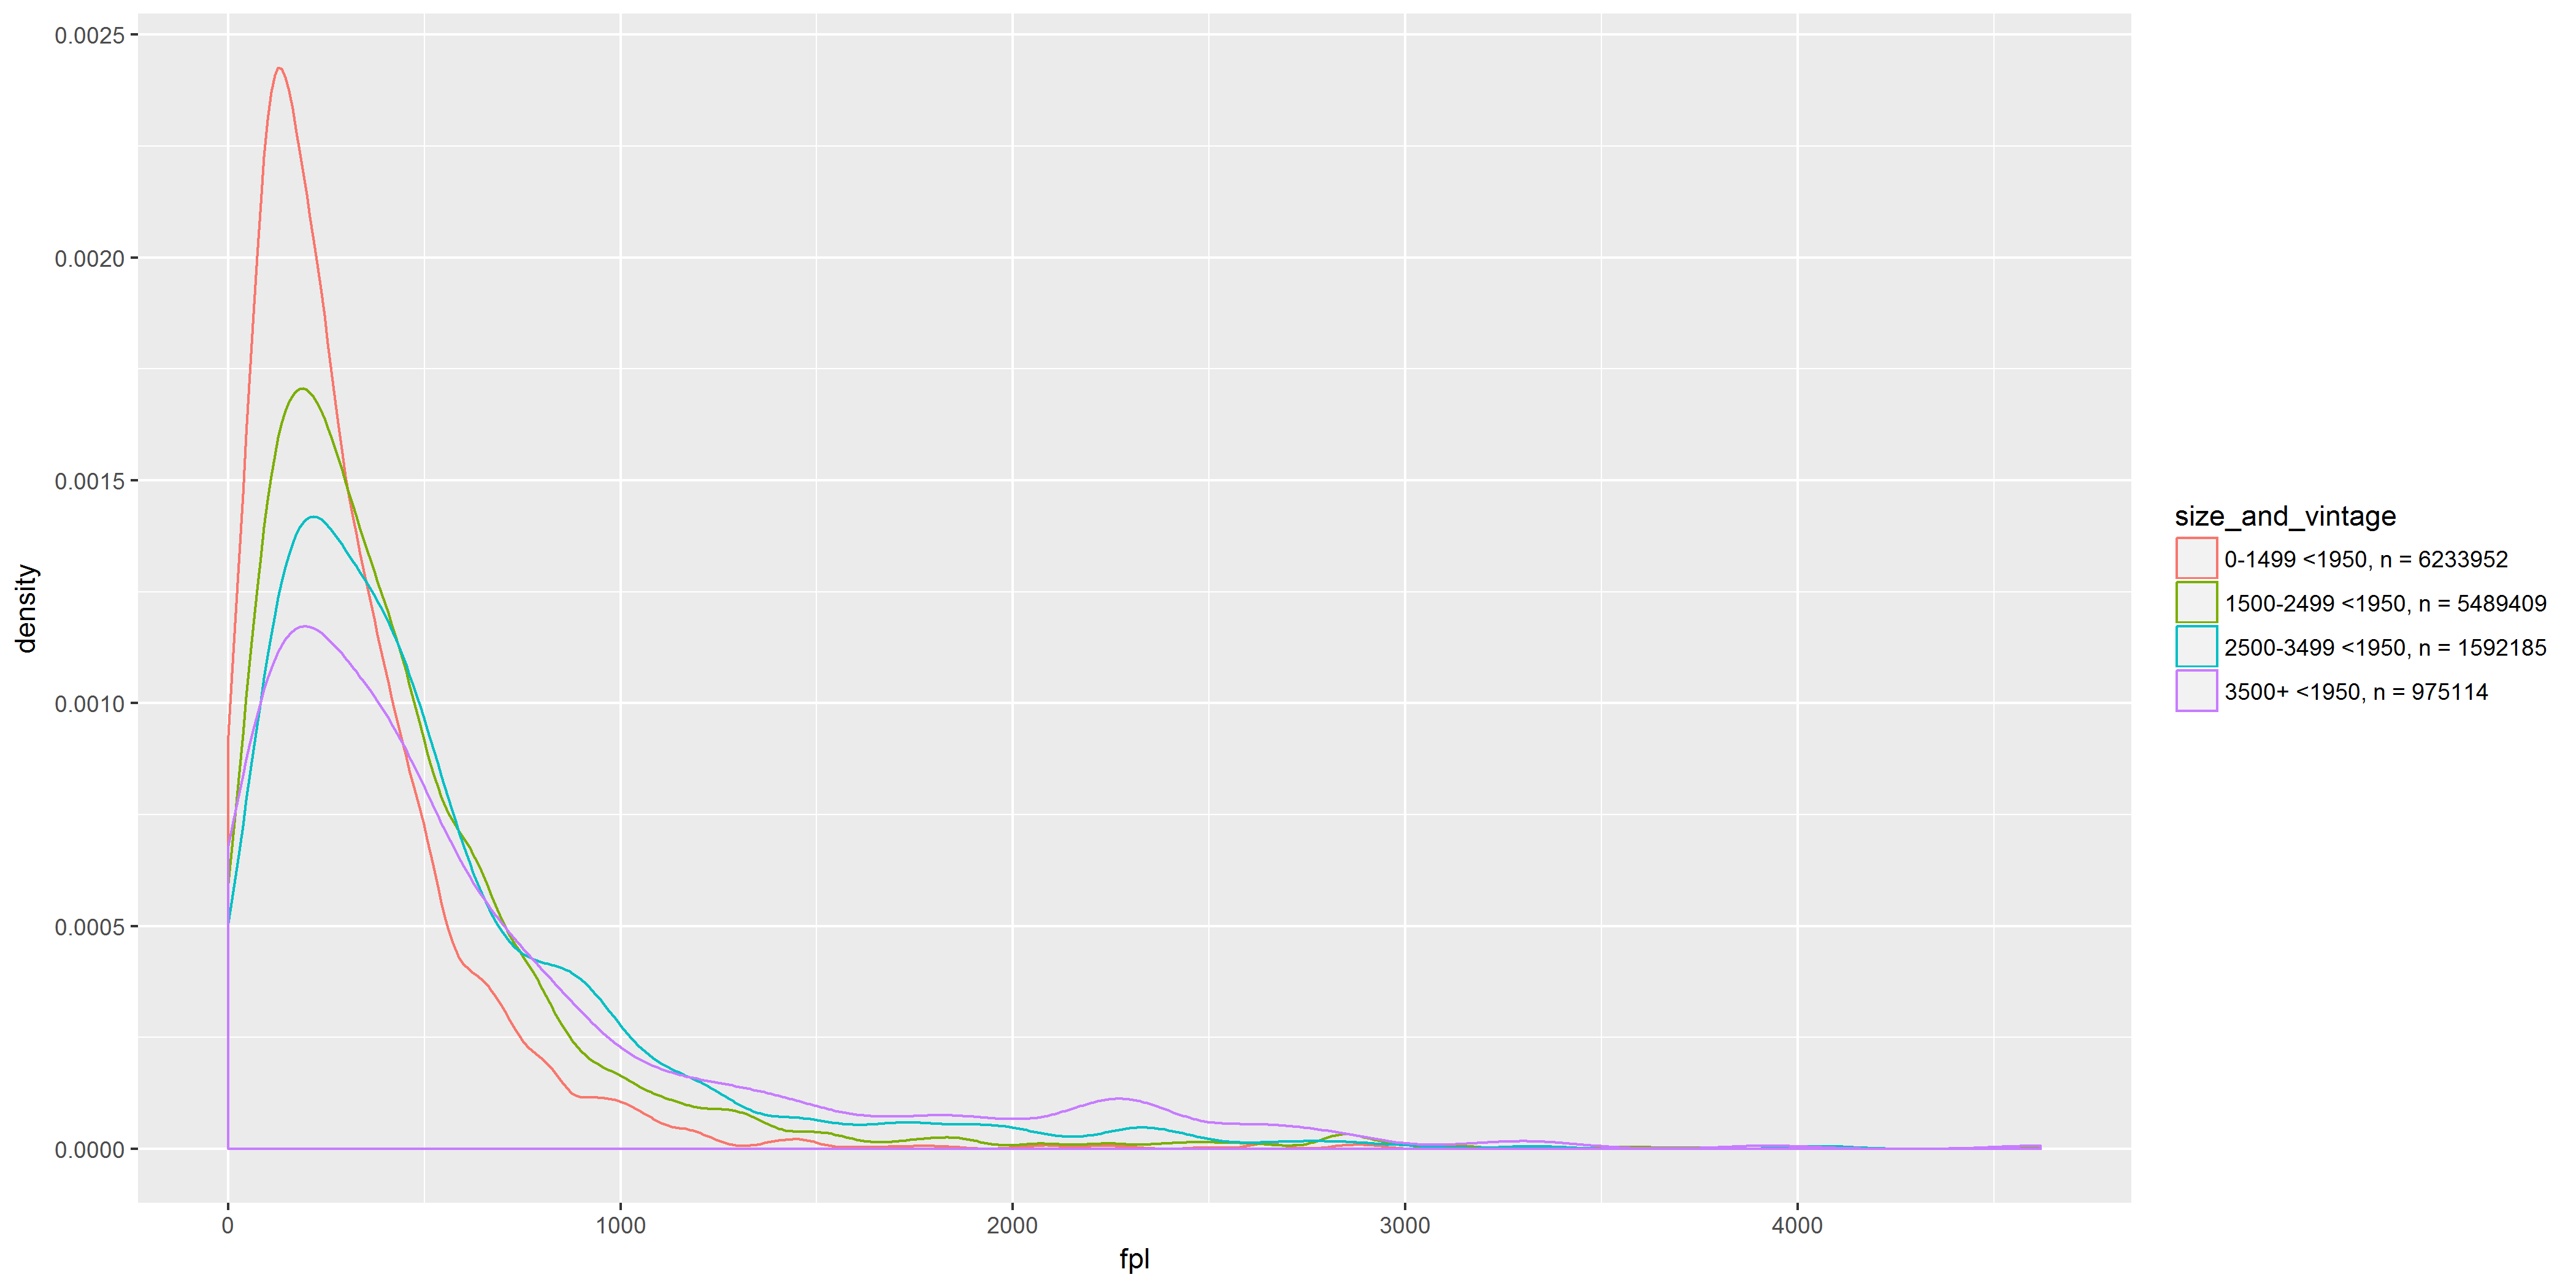 0.0025
0.0020
0.0015
0.0010
0.0005
0.0000
density
0 1000 2000 3000 4000
fpl
size_and_vintage
0-1499 <1950, n = 6233952
1500-2499 <1950, n = 5489409
2500-3499 <1950, n = 1592185
3500+ <1950, n = 975114